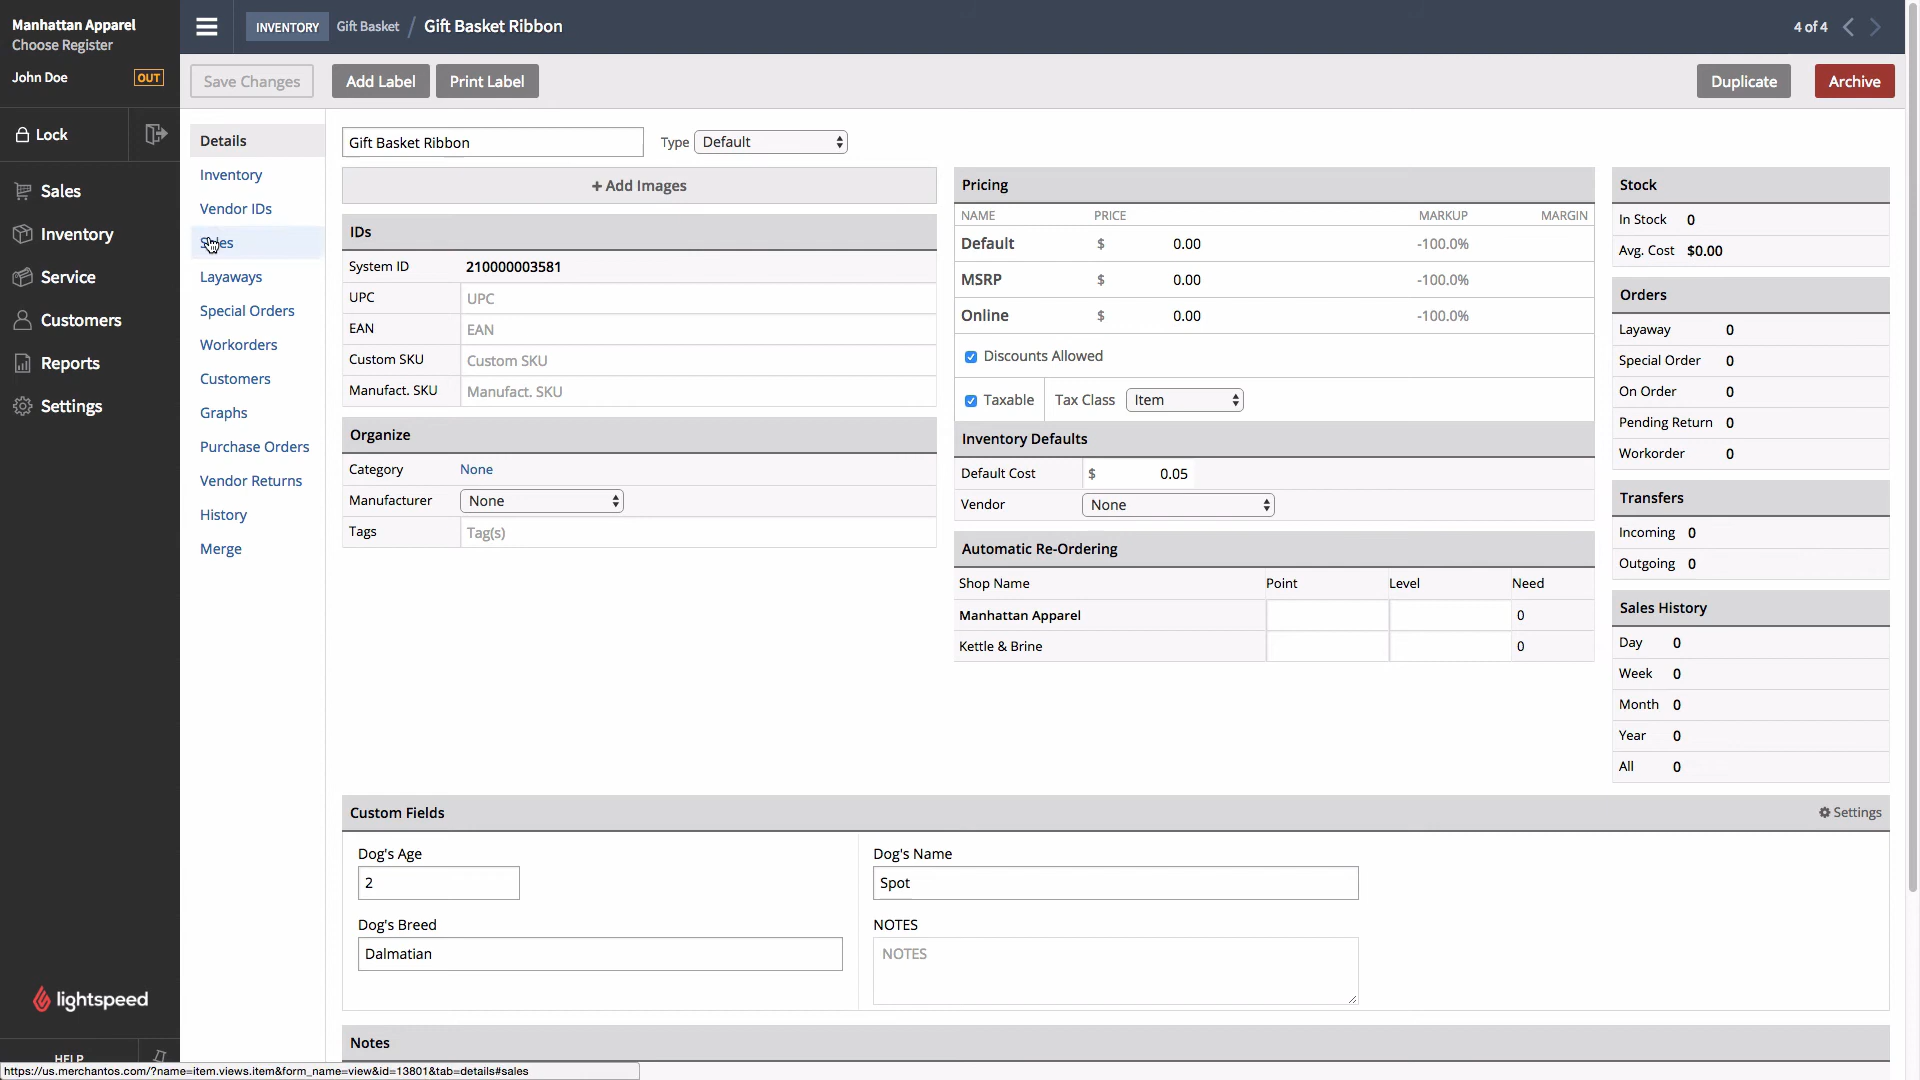 Manhattan Apparel
Choose Register
John Doe OUT
Lock
Sales
Inventory
Service
Customers
Reports
Settings
lightspeed
HELP
INVENTORY Gift Basket / Gift Basket Ribbon
4 of 4
Save Changes Add Label Print Label Duplicate Archive
Details
Inventory
Vendor IDs
Layaways
Special Orders
Workorders
Customers
Graphs
Purchase Orders
Vendor Returns
History
Merge
Gift Basket Ribbon Type Default
+ Add Images
IDs
System ID 210000003581
UPC UPC
EAN EAN
Custom SKU Custom SKU
Manufact. SKU Manufact. SKU
Organize
Category None
Manufacturer None
Tags Tag(s)
Pricing
NAME PRICE MARKUP MARGIN
Default $ 0.00 -100.0%
MSRP $ 0.00 -100.0%
Online $ 0.00 -100.0%
Discounts Allowed
Taxable Tax Class Item
Inventory Defaults
Default Cost $ 0.05
Vendor None
Automatic Re-Ordering
Shop Name Point Level Need
Manhattan Apparel 0
Kettle & Brine 0
Stock
In Stock 0
Avg. Cost $0.00
Orders
Layaway 0
Special Order 0
On Order 0
Pending Return 0
Workorder 0
Transfers
Incoming 0
Outgoing 0
Sales History
Day 0
Week 0
Month 0
Year 0
All 0
Custom Fields Settings
Dog's Age
2
Dog's Name
Spot
Dog's Breed
Dalmatian
NOTES
NOTES
Notes
https://us.merchantos.com/?name=item.views.item&form_name=view&id=13801&tab=details#sales